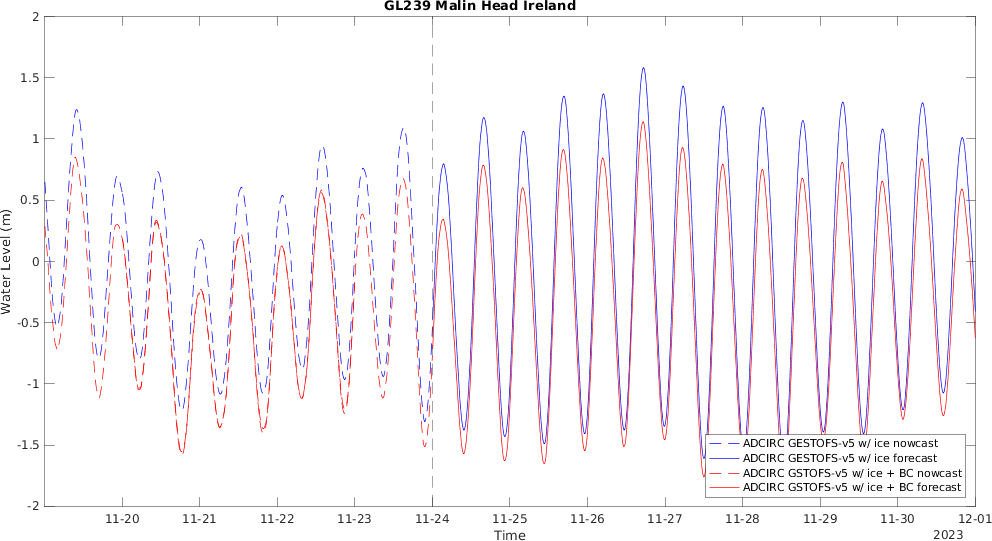 GL239 Malin Head Ireland
2
1.5
1
0.5
0
-0.5
-1
-1.5
-2
Water Level (m)
ADCIRC GESTOFS-v5 w/ ice nowcast
ADCIRC GESTOFS-v5 w/ ice forecast
ADCIRC GSTOFS-v5 w/ ice + BC nowcast
ADCIRC GSTOFS-v5 w/ ice + BC forecast
11-20 11-21 11-22 11-23 11-24 11-25 11-26 11-27 11-28 11-29 11-30 12-01
Time
2023